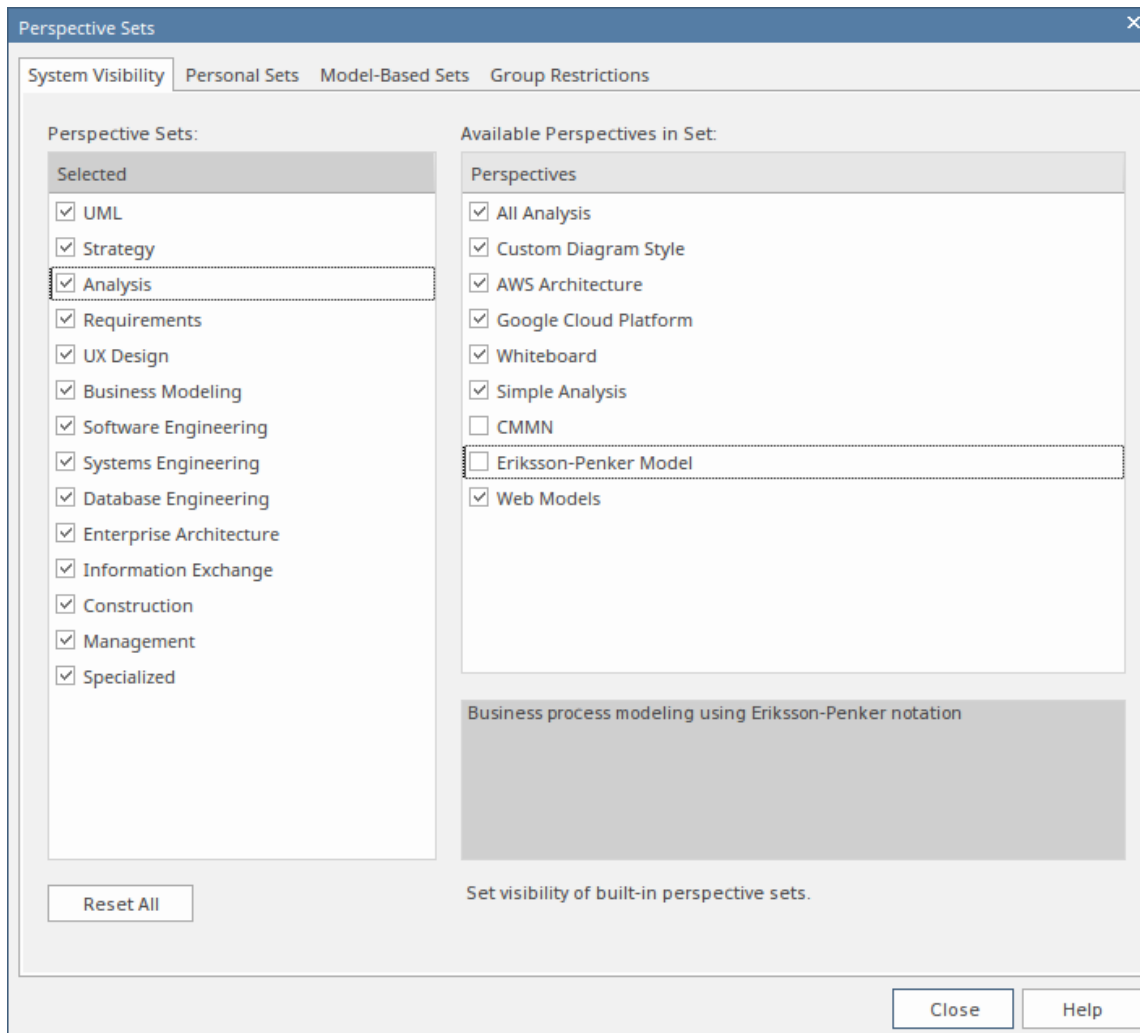 Perspective Sets
System Visibility
Personal Sets
Model-Based Sets
Group Restrictions
Perspective Sets:
Selected
UML
Strategy
Analysis
Requirements
UX Design
Business Modeling
Software Engineering
Systems Engineering
Database Engineering
Enterprise Architecture
Information Exchange
Construction
Management
Specialized
Reset All
Available Perspectives in Set:
Perspectives
All Analysis
Custom Diagram Style
AWS Architecture
Google Cloud Platform
Whiteboard
Simple Analysis
CMMN
Eriksson-Penker Model
Web Models
Business process modeling using Eriksson-Penker notation
Set visibility of built-in perspective sets.
Close
Help